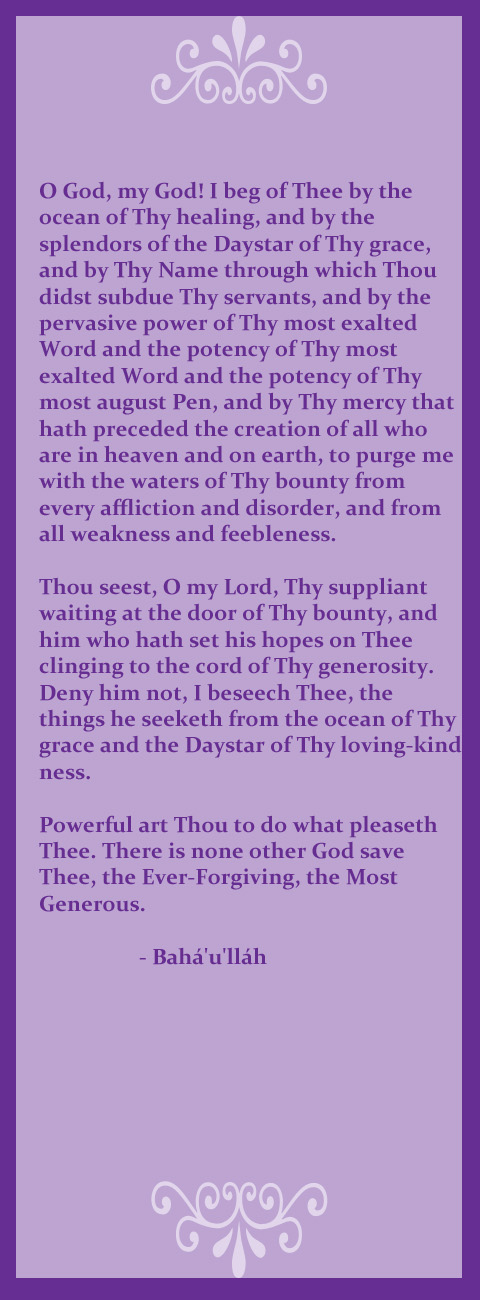 O God, my God! I beg of Thee by the
ocean of Thy healing, and by the
splendors of the Daystar of Thy grace,
and by Thy Name through which Thou
didst subdue Thy servants, and by the
pervasive power of Thy most exalted
Word and the potency of Thy most
exalted Word and the potency of Thy
most august Pen, and by Thy mercy that
hath preceded the creation of all who
are in heaven and on earth, to purge me
with the waters of Thy bounty from
every affliction and disorder, and from
all weakness and feebleness.

Thou seest, O my Lord, Thy suppliant
waiting at the door of Thy bounty, and
him who hath set his hopes on Thee
clinging to the cord of Thy generosity.
Deny him not, I beseech Thee, the
things he seeketh from the ocean of Thy
grace and the Daystar of Thy loving-kind
ness.

Powerful art Thou to do what pleaseth
Thee. There is none other God save
Thee, the Ever-Forgiving, the Most
Generous.

- Bahá'u'lláh